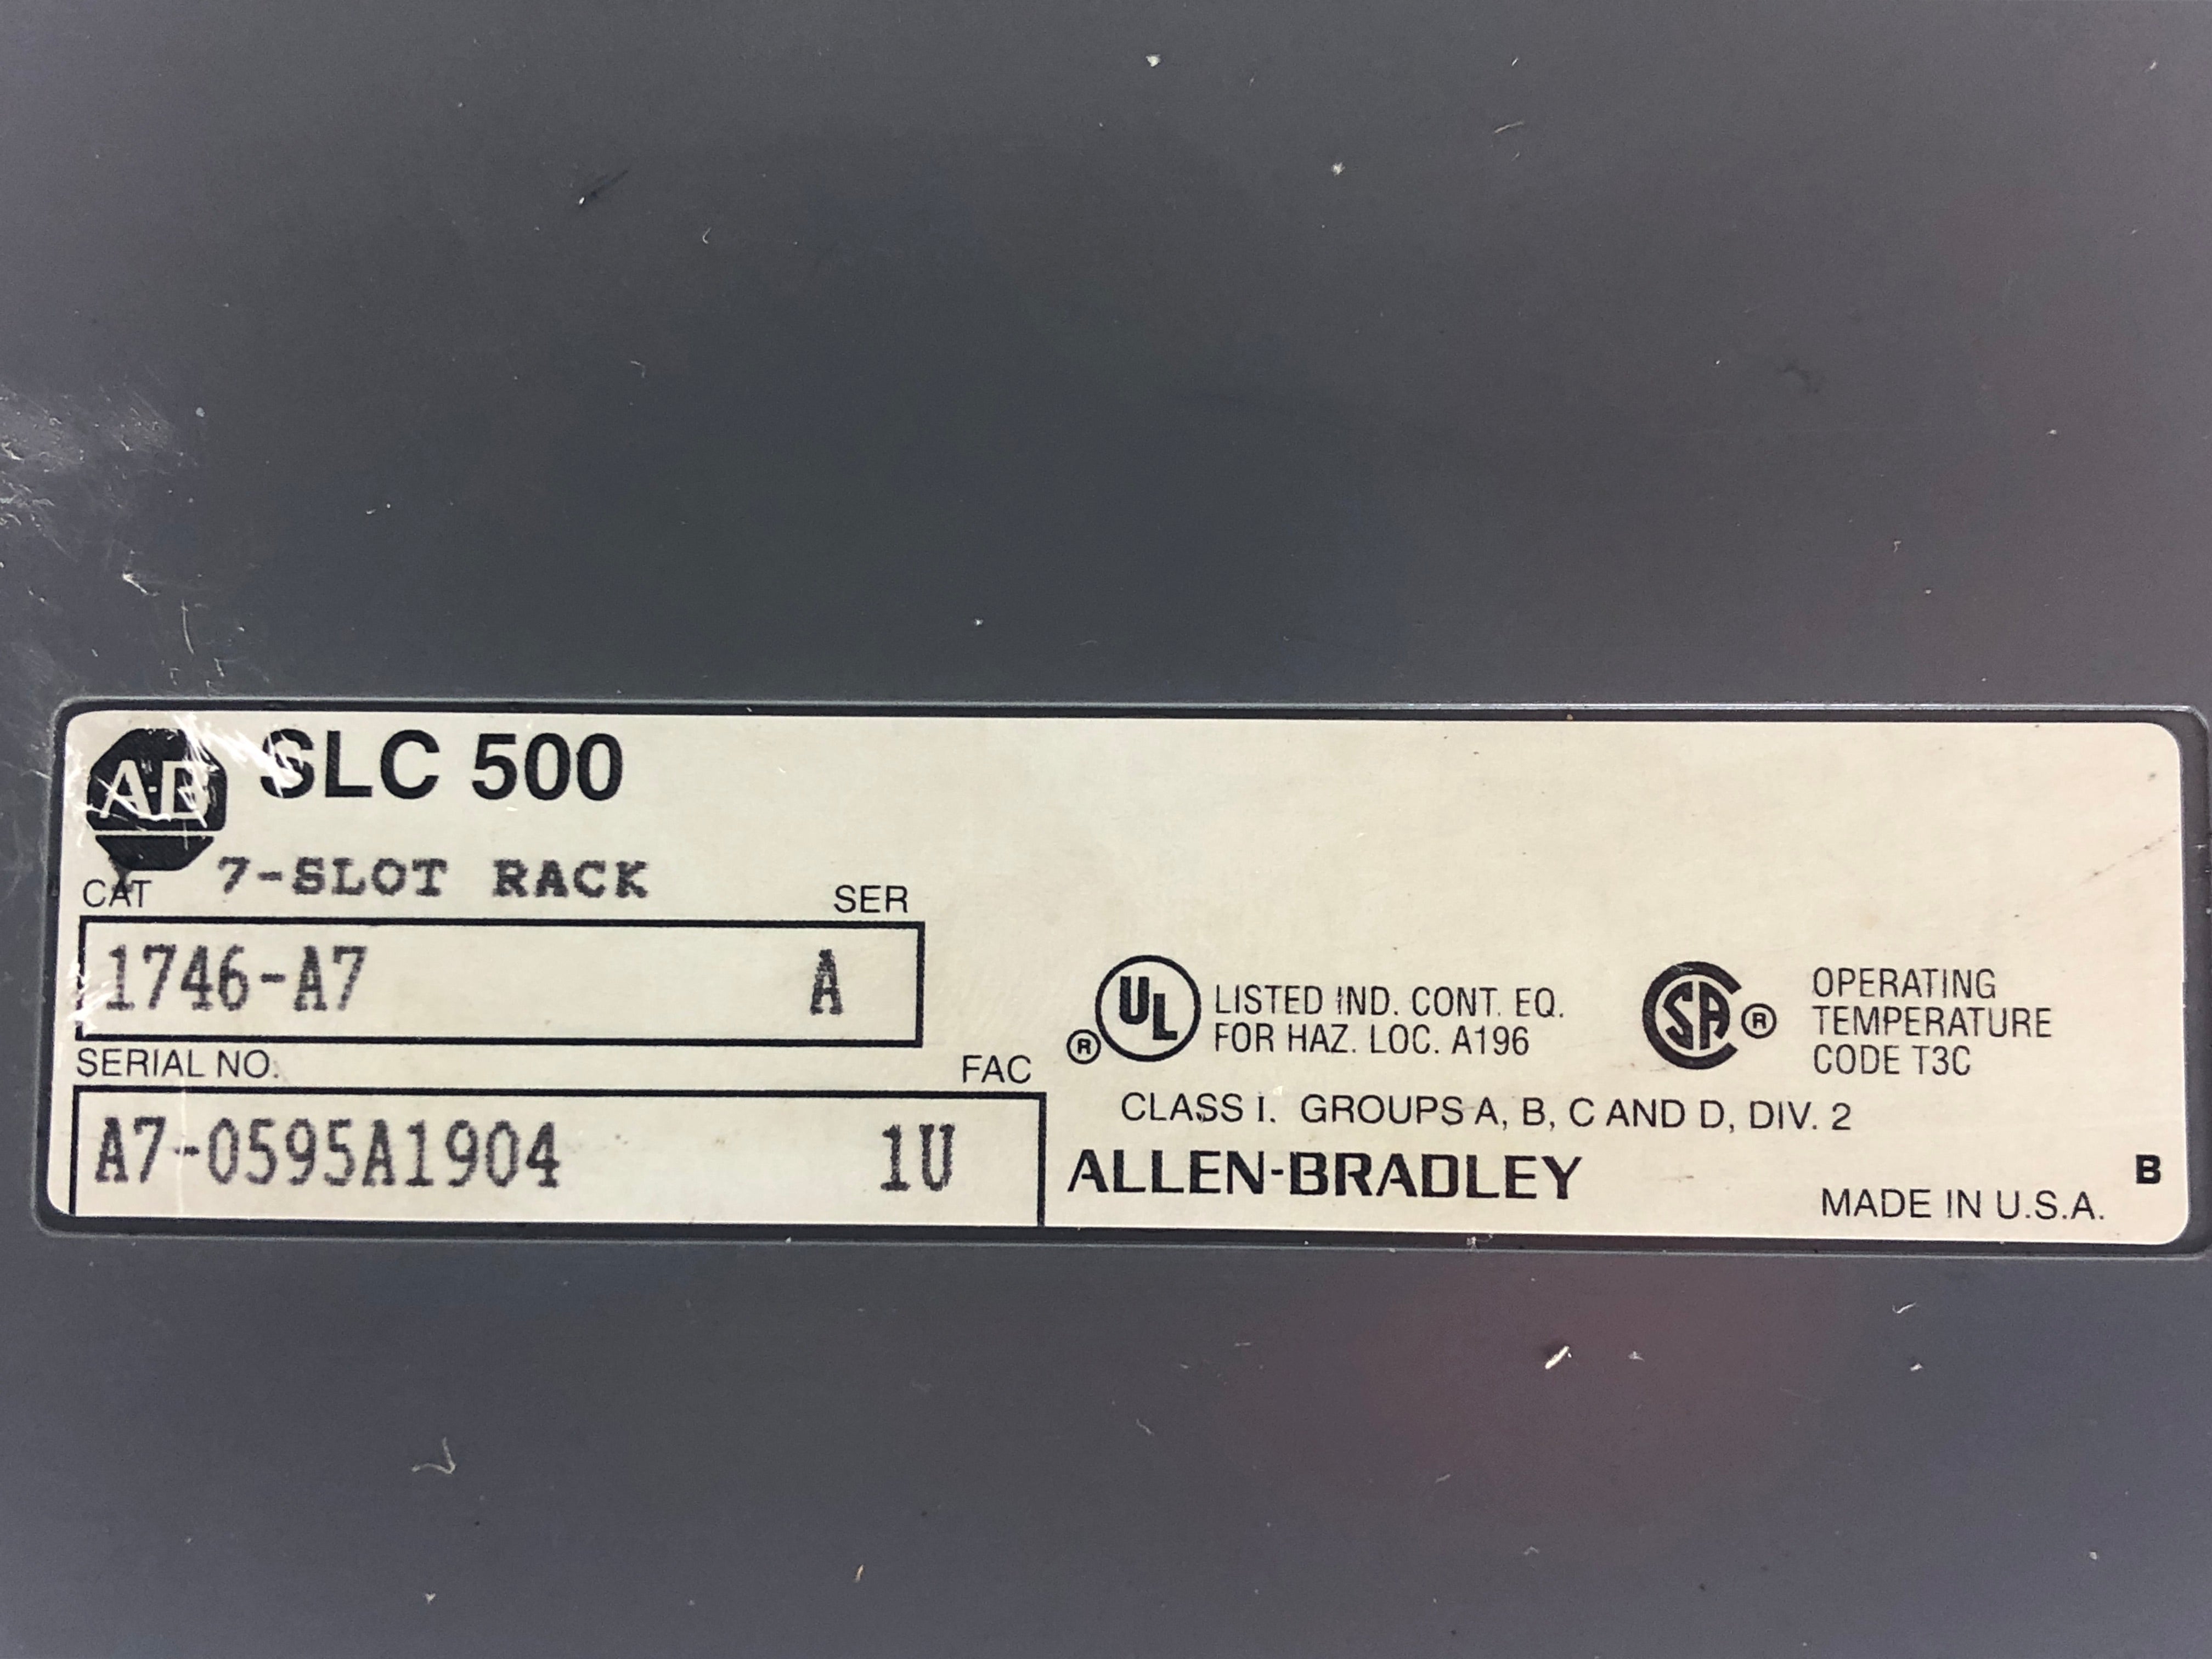 A-B SLC 500
7-SLOT RACK
CAT SER
1746-A7 A
SERIAL NO. FAC
A7-0595A1904 1U
UL ® LISTED IND. CONT. EQ.
FOR HAZ. LOC. A196
SA ® OPERATING
TEMPERATURE
CODE T3C
CLASS I. GROUPS A, B, C AND D, DIV. 2
ALLEN-BRADLEY
MADE IN U.S.A. B